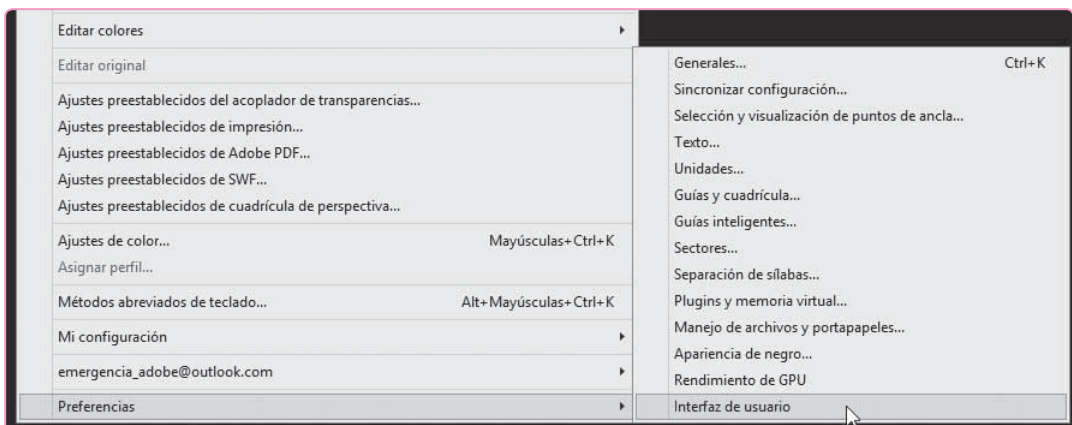 Editar colores
Editar original
Ajustes preestablecidos del acoplador de transparencias...
Ajustes preestablecidos de impresión...
Ajustes preestablecidos de Adobe PDF...
Ajustes preestablecidos de SWF...
Ajustes preestablecidos de cuadrícula de perspectiva...
Ajustes de color... Mayúsculas+Ctrl+K
Asignar perfil...
Métodos abreviados de teclado... Alt+Mayúsculas+Ctrl+K
Mi configuración
emergencia_adobe@outlook.com
Preferencias
Generales... Ctrl+K
Sincronizar configuración...
Selección y visualización de puntos de ancla...
Texto...
Unidades...
Guías y cuadrícula...
Guías inteligentes...
Sectores...
Separación de sílabas...
Plugins y memoria virtual...
Manejo de archivos y portapapeles...
Apariencia de negro...
Rendimiento de GPU
Interfaz de usuario